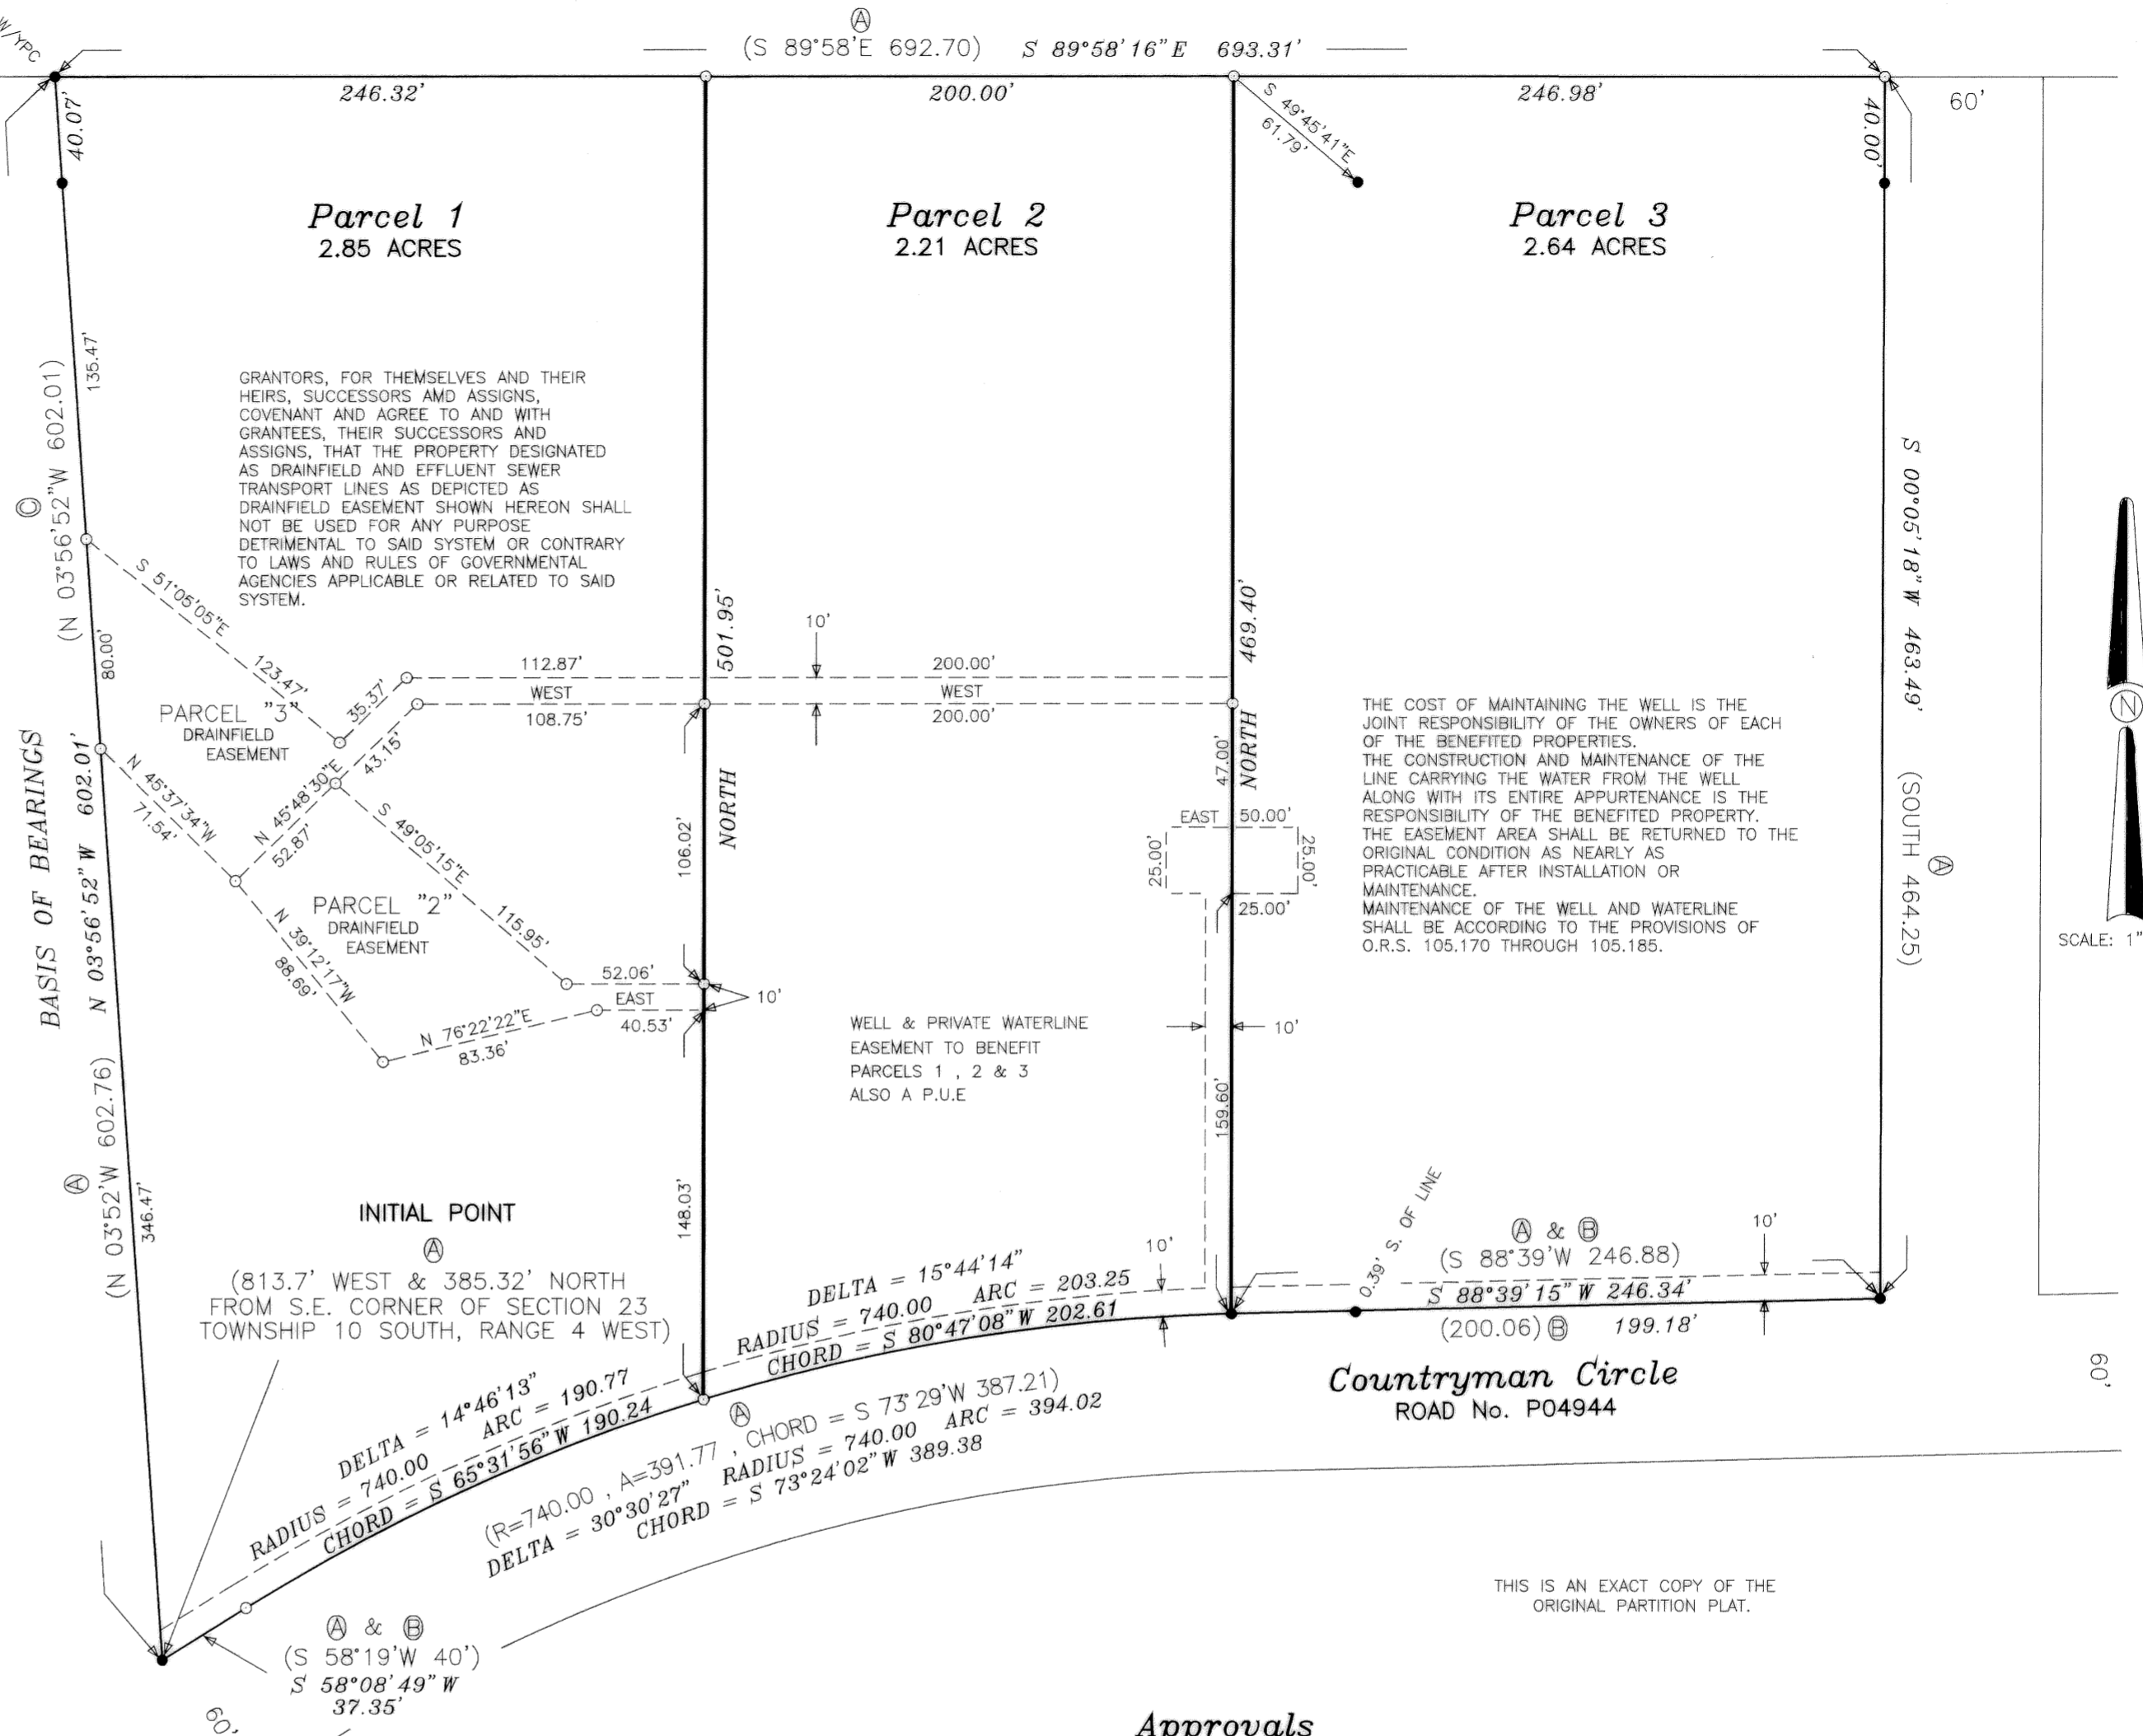 W/YPC
Ⓐ
(S 89°58'E 692.70) S 89°58'16"E 693.31'
246.32'
200.00'
246.98'
60'
40.07'
S 49°45'41"E
61.79'
40.00'
Parcel 1
2.85 ACRES
Parcel 2
2.21 ACRES
Parcel 3
2.64 ACRES
135.47'
GRANTORS, FOR THEMSELVES AND THEIR
HEIRS, SUCCESSORS AMD ASSIGNS,
COVENANT AND AGREE TO AND WITH
GRANTEES, THEIR SUCCESSORS AND
ASSIGNS, THAT THE PROPERTY DESIGNATED
AS DRAINFIELD AND EFFLUENT SEWER
TRANSPORT LINES AS DEPICTED AS
DRAINFIELD EASEMENT SHOWN HEREON SHALL
NOT BE USED FOR ANY PURPOSE
DETRIMENTAL TO SAID SYSTEM OR CONTRARY
TO LAWS AND RULES OF GOVERNMENTAL
AGENCIES APPLICABLE OR RELATED TO SAID
SYSTEM.
Ⓒ
(N 03°56'52"W 602.01)
BASIS OF BEARINGS
N 03°56'52"W 602.01'
Ⓐ
(N 03°52'W 602.76)
80.00'
346.47'
S 51°05'05"E
123.47'
35.37'
PARCEL "3"
DRAINFIELD
EASEMENT
43.15'
N 45°48'30"E
52.87'
N 45°37'34"W
71.54'
S 49°05'15"E
115.95'
PARCEL "2"
DRAINFIELD
EASEMENT
N 39°12'17"W
88.69'
N 76°22'22"E
83.36'
112.87'
WEST
108.75'
52.06'
EAST
40.53'
10'
501.95'
NORTH
106.02'
148.03'
10'
200.00'
WEST
200.00'
469.40'
NORTH
47.00'
EAST 50.00'
25.00'
25.00'
25.00'
10'
159.60'
WELL & PRIVATE WATERLINE
EASEMENT TO BENEFIT
PARCELS 1 , 2 & 3
ALSO A P.U.E
THE COST OF MAINTAINING THE WELL IS THE
JOINT RESPONSIBILITY OF THE OWNERS OF EACH
OF THE BENEFITED PROPERTIES.
THE CONSTRUCTION AND MAINTENANCE OF THE
LINE CARRYING THE WATER FROM THE WELL
ALONG WITH ITS ENTIRE APPURTENANCE IS THE
RESPONSIBILITY OF THE BENEFITED PROPERTY.
THE EASEMENT AREA SHALL BE RETURNED TO THE
ORIGINAL CONDITION AS NEARLY AS
PRACTICABLE AFTER INSTALLATION OR
MAINTENANCE.
MAINTENANCE OF THE WELL AND WATERLINE
SHALL BE ACCORDING TO THE PROVISIONS OF
O.R.S. 105.170 THROUGH 105.185.
S 00°05'18"W 463.49'
(SOUTH 464.25)
Ⓐ
N
SCALE: 1"
INITIAL POINT
Ⓐ
(813.7' WEST & 385.32' NORTH
FROM S.E. CORNER OF SECTION 23
TOWNSHIP 10 SOUTH, RANGE 4 WEST)
DELTA = 15°44'14"
RADIUS = 740.00 ARC = 203.25
CHORD = S 80°47'08"W 202.61
10'
0.39' S. OF LINE
Ⓐ & Ⓑ
(S 88°39'W 246.88)
S 88°39'15"W 246.34'
(200.06) Ⓑ 199.18'
10'
Countryman Circle
ROAD No. P04944
60'
DELTA = 14°46'13"
RADIUS = 740.00 ARC = 190.77
CHORD = S 65°31'56"W 190.24
Ⓐ
(R=740.00 , A=391.77 , CHORD = S 73°29'W 387.21)
DELTA = 30°30'27" RADIUS = 740.00 ARC = 394.02
CHORD = S 73°24'02"W 389.38
THIS IS AN EXACT COPY OF THE
ORIGINAL PARTITION PLAT.
Ⓐ & Ⓑ
(S 58°19'W 40')
S 58°08'49"W
37.35'
60'
Approvals